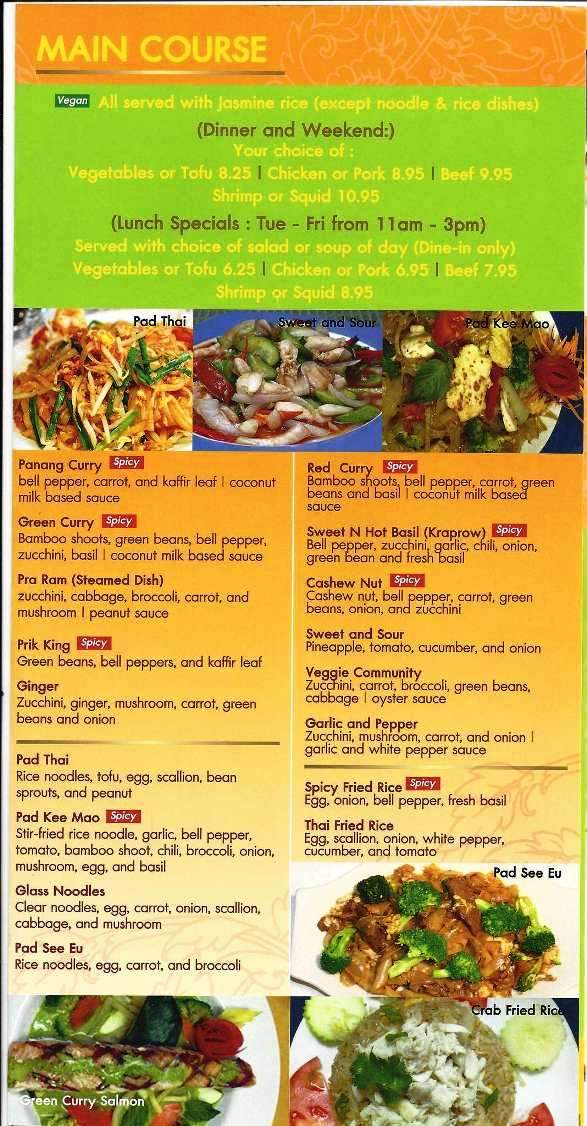 MAIN COURSE
Vegan All served with Jasmine rice (except noodle & rice dishes)
(Dinner and Weekend:)
Your choice of :
Vegetables or Tofu 8.25 | Chicken or Pork 8.95 | Beef 9.95
Shrimp or Squid 10.95
(Lunch Specials : Tue - Fri from 11am - 3pm)
Served with choice of salad or soup of day (Dine-in only)
Vegetables or Tofu 6.25 | Chicken or Pork 6.95 | Beef 7.95
Shrimp or Squid 8.95
Pad Thai
Sweet and Sour
Pad Kee Mao
Panang Curry Spicy
bell pepper, carrot, and kaffir leaf | coconut
milk based sauce
Green Curry Spicy
Bamboo shoots, green beans, bell pepper,
zucchini, basil | coconut milk based sauce
Pra Ram (Steamed Dish)
zucchini, cabbage, broccoli, carrot, and
mushroom | peanut sauce
Prik King Spicy
Green beans, bell peppers, and kaffir leaf
Ginger
Zucchini, ginger, mushroom, carrot, green
beans and onion
Pad Thai
Rice noodles, tofu, egg, scallion, bean
sprouts, and peanut
Pad Kee Mao Spicy
Stir-fried rice noodle, garlic, bell pepper,
tomato, bamboo shoot, chili, broccoli, onion,
mushroom, egg, and basil
Glass Noodles
Clear noodles, egg, carrot, onion, scallion,
cabbage, and mushroom
Pad See Eu
Rice noodles, egg, carrot, and broccoli
Red Curry Spicy
Bamboo shoots, bell pepper, carrot, green
beans and basil | coconut milk based
sauce
Sweet N Hot Basil (Kraprow) Spicy
Bell pepper, zucchini, garlic, chili, onion,
green bean and fresh basil
Cashew Nut Spicy
Cashew nut, bell pepper, carrot, green
beans, onion, and zucchini
Sweet and Sour
Pineapple, tomato, cucumber, and onion
Veggie Community
Zucchini, carrot, broccoli, green beans,
cabbage | oyster sauce
Garlic and Pepper
Zucchini, mushroom, carrot, and onion |
garlic and white pepper sauce
Spicy Fried Rice Spicy
Egg, onion, bell pepper, fresh basil
Thai Fried Rice
Egg, scallion, onion, white pepper,
cucumber, and tomato
Pad See Eu
Green Curry Salmon
Crab Fried Rice